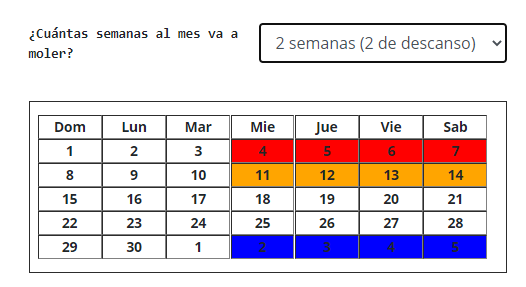 ¿Cuántas semanas al mes va a
moler?
2 semanas (2 de descanso)
Dom Lun Mar Mie Jue Vie Sab
1 2 3 4 5 6 7
8 9 10 11 12 13 14
15 16 17 18 19 20 21
22 23 24 25 26 27 28
29 30 1 2 3 4 5